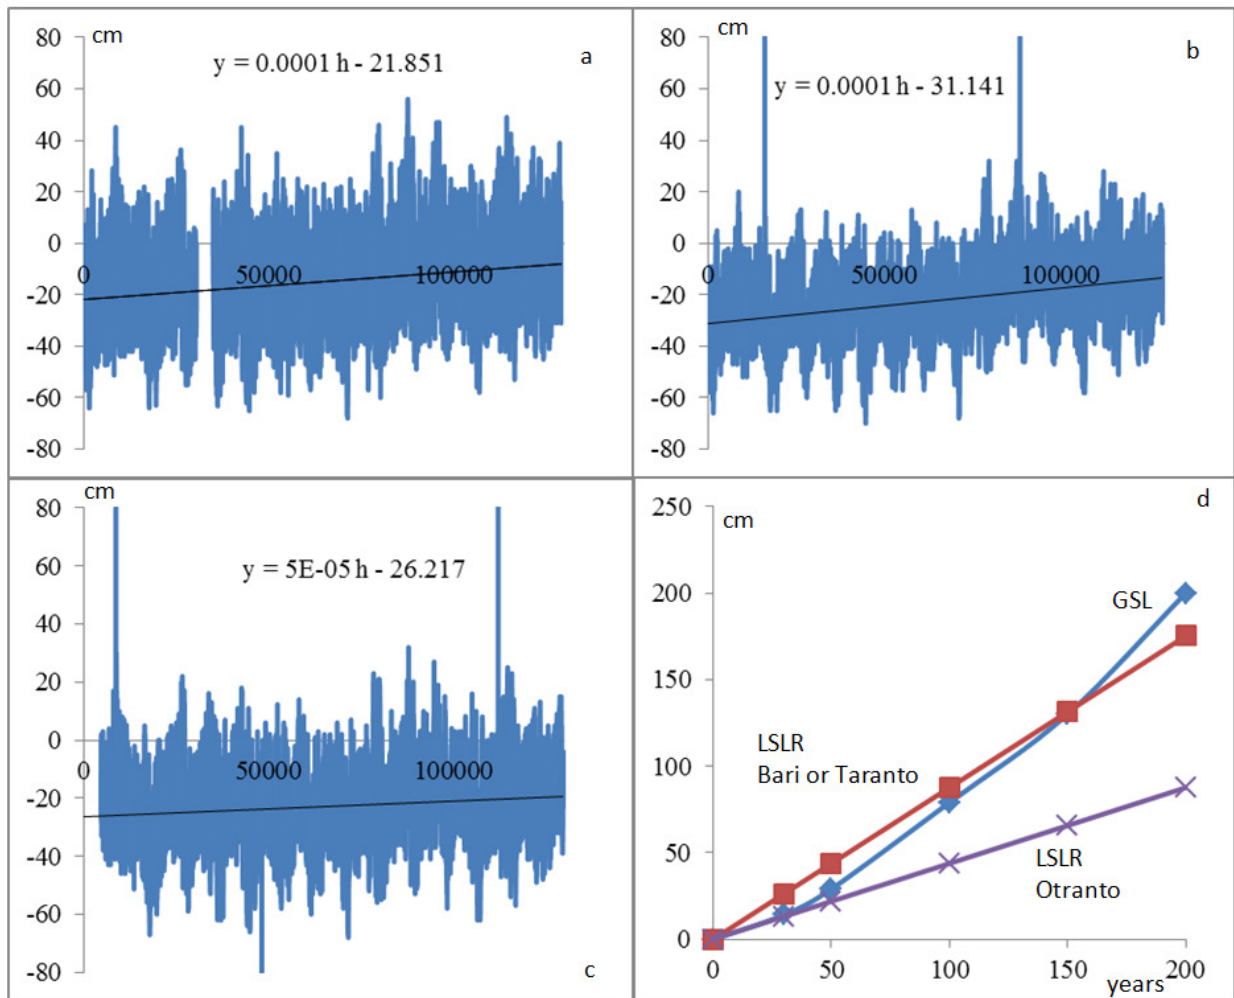 80
cm
a
y = 0.0001 h - 21.851
60
40
20
0
0
50000
100000
-20
-40
-60
-80
80
cm
b
y = 0.0001 h - 31.141
60
40
20
0
0
50000
100000
-20
-40
-60
-80
80
cm
y = 5E-05 h - 26.217
60
40
20
0
0
50000
100000
-20
-40
-60
-80
c
250
cm
d
200
GSL
150
LSLR
Bari or Taranto
100
LSLR
Otranto
50
0
0
50
100
150
200
years